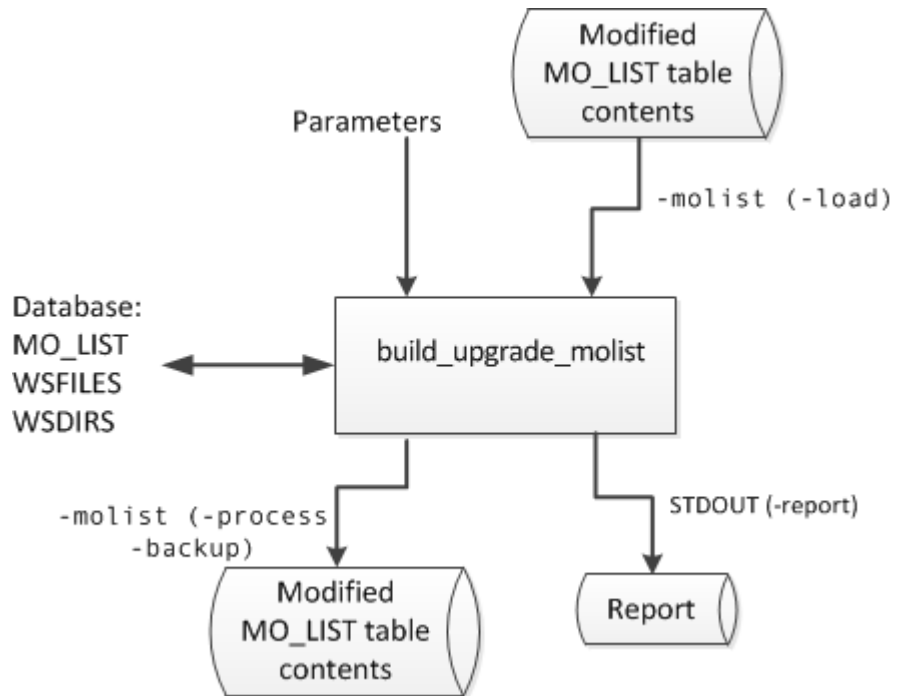 Modified
MO_LIST table
contents
Parameters
-molist (-load)
Database:
MO_LIST
WSFILES
WSDIRS
build_upgrade_molist
-molist (-process
-backup)
STDOUT (-report)
Modified
MO_LIST table
contents
Report